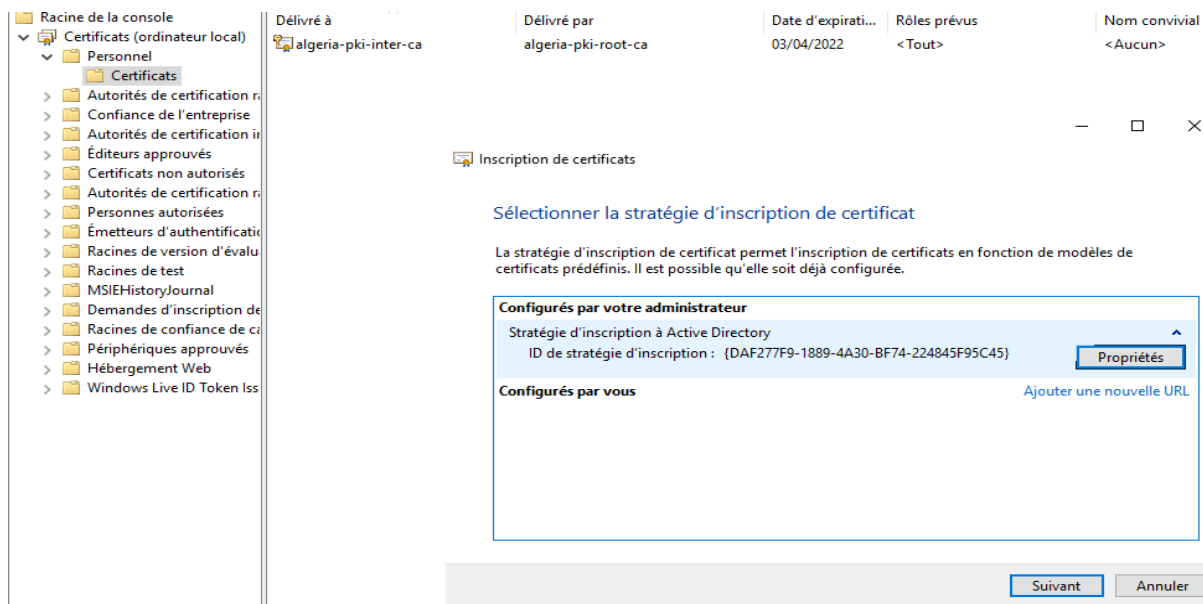 Racine de la console
Certificats (ordinateur local)
Personnel
Certificats
Autorités de certification ra
Confiance de l'entreprise
Autorités de certification in
Éditeurs approuvés
Certificats non autorisés
Autorités de certification ra
Personnes autorisées
Émetteurs d'authentificatio
Racines de version d'évalu
Racines de test
MSIEHistoryJournal
Demandes d'inscription de
Racines de confiance de ca
Périphériques approuvés
Hébergement Web
Windows Live ID Token Iss
Délivré à Délivré par Date d'expirati... Rôles prévus Nom convivial
algeria-pki-inter-ca algeria-pki-root-ca 03/04/2022 <Tout> <Aucun>
Inscription de certificats
Sélectionner la stratégie d'inscription de certificat
La stratégie d'inscription de certificat permet l'inscription de certificats en fonction de modèles de
certificats prédéfinis. Il est possible qu'elle soit déjà configurée.
Configurés par votre administrateur
Stratégie d'inscription à Active Directory
ID de stratégie d'inscription : {DAF277F9-1889-4A30-BF74-224845F95C45}
Propriétés
Configurés par vous Ajouter une nouvelle URL
Suivant Annuler